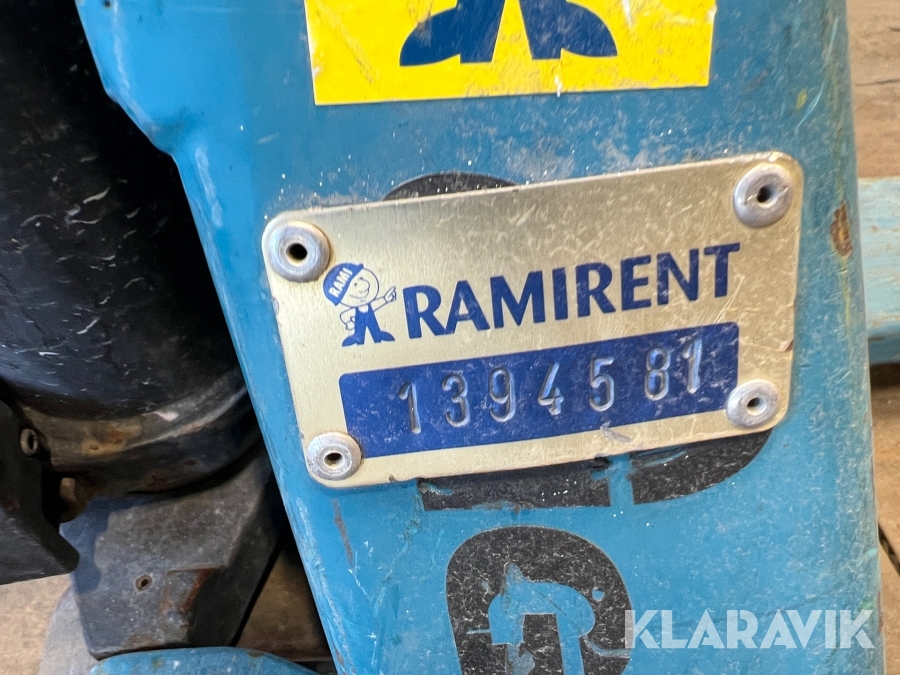 RAMI
RAMIRENT
1394581
KLARAVIK